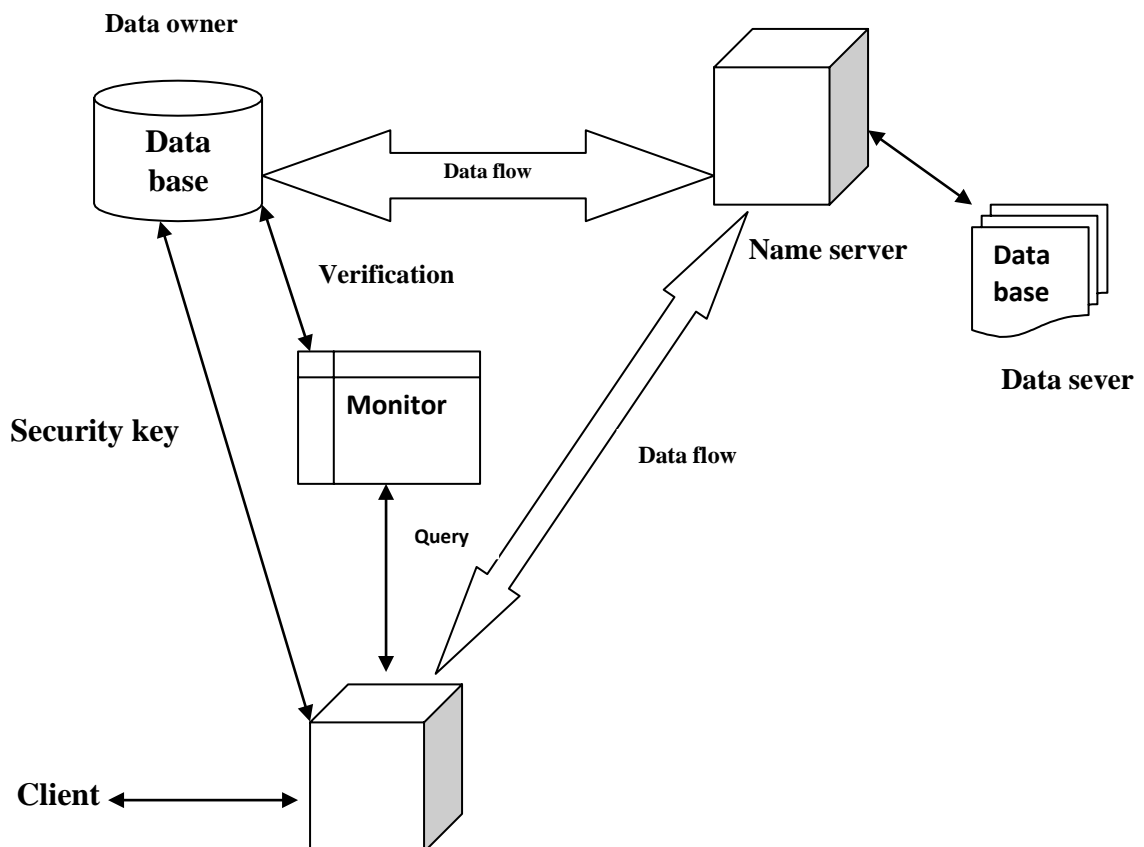 Data owner
Data
base
Data flow
Name server
Data
base
Verification
Data sever
Monitor
Security key
Data flow
Query
Client